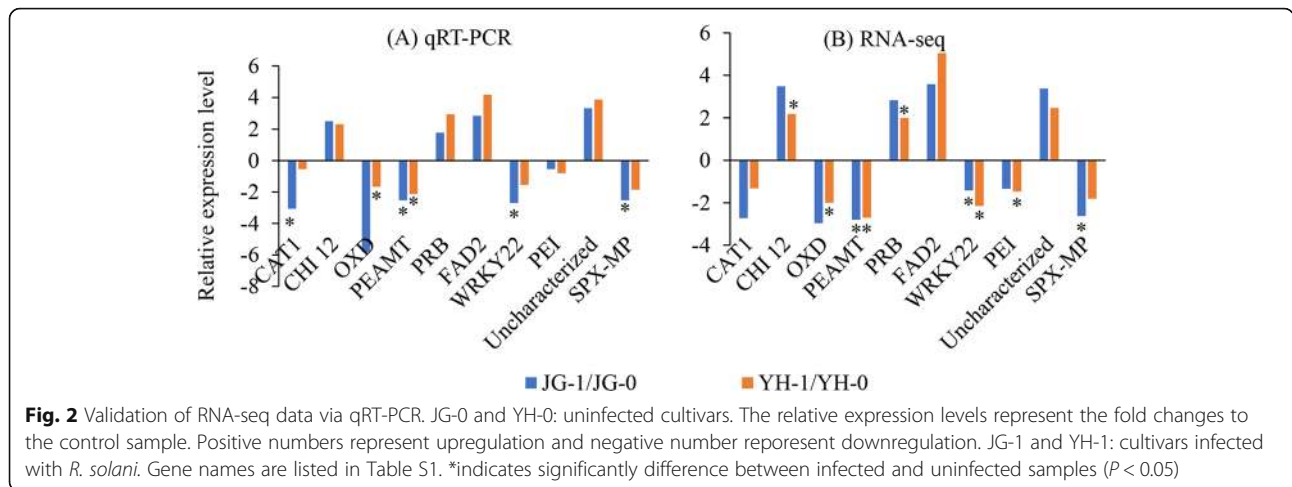 (A) qRT-PCR
Relative expression level
6
4
2
0
-2
-4
-6
-8
*
*
*
*
*
*
CAT1
CHI 12
OXD
PEAMT
PRB
FAD2
WRKY22
PEI
Uncharacterized
SPX-MP
(B) RNA-seq
6
4
2
0
-2
-4
*
*
*
**
*
*
*
*
CAT1
CHI 12
OXD
PEAMT
PRB
FAD2
WRKY22
PEI
Uncharacterized
SPX-MP
JG-1/JG-0
YH-1/YH-0
Fig. 2 Validation of RNA-seq data via qRT-PCR. JG-0 and YH-0: uninfected cultivars. The relative expression levels represent the fold changes to
the control sample. Positive numbers represent upregulation and negative number reporesent downregulation. JG-1 and YH-1: cultivars infected
with R. solani. Gene names are listed in Table S1. *indicates significantly difference between infected and uninfected samples (P < 0.05)